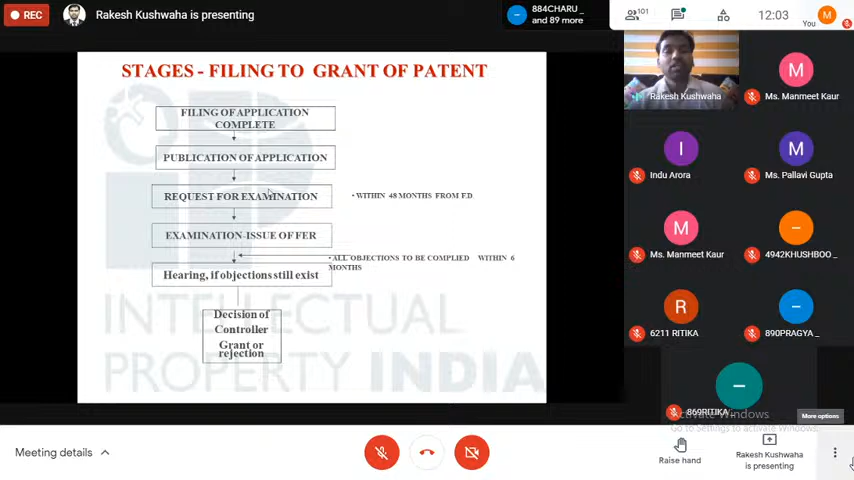 REC
Rakesh Kushwaha is presenting
884CHARU _
and 89 more
101
12:03
You
M
STAGES - FILING TO GRANT OF PATENT
FILING OF APPLICATION
COMPLETE
PUBLICATION OF APPLICATION
REQUEST FOR EXAMINATION
• WITHIN 48 MONTHS FROM F.D
EXAMINATION-ISSUE OF FER
• ALL OBJECTIONS TO BE COMPLIED WITHIN 6
MONTHS
Hearing, if objections still exist
Decision of
Controller
Grant or
rejection
INTELLECTUAL
PROPERTY INDIA
Rakesh Kushwaha
M
Ms. Manmeet Kaur
I
Indu Arora
M
Ms. Pallavi Gupta
M
Ms. Manmeet Kaur
4942KHUSHBOO _
R
6211 RITIKA
890PRAGYA _
869RITIKA _
Activate Windows
Go to Settings to activate Windows.
More options
Meeting details
Raise hand
Rakesh Kushwaha
is presenting